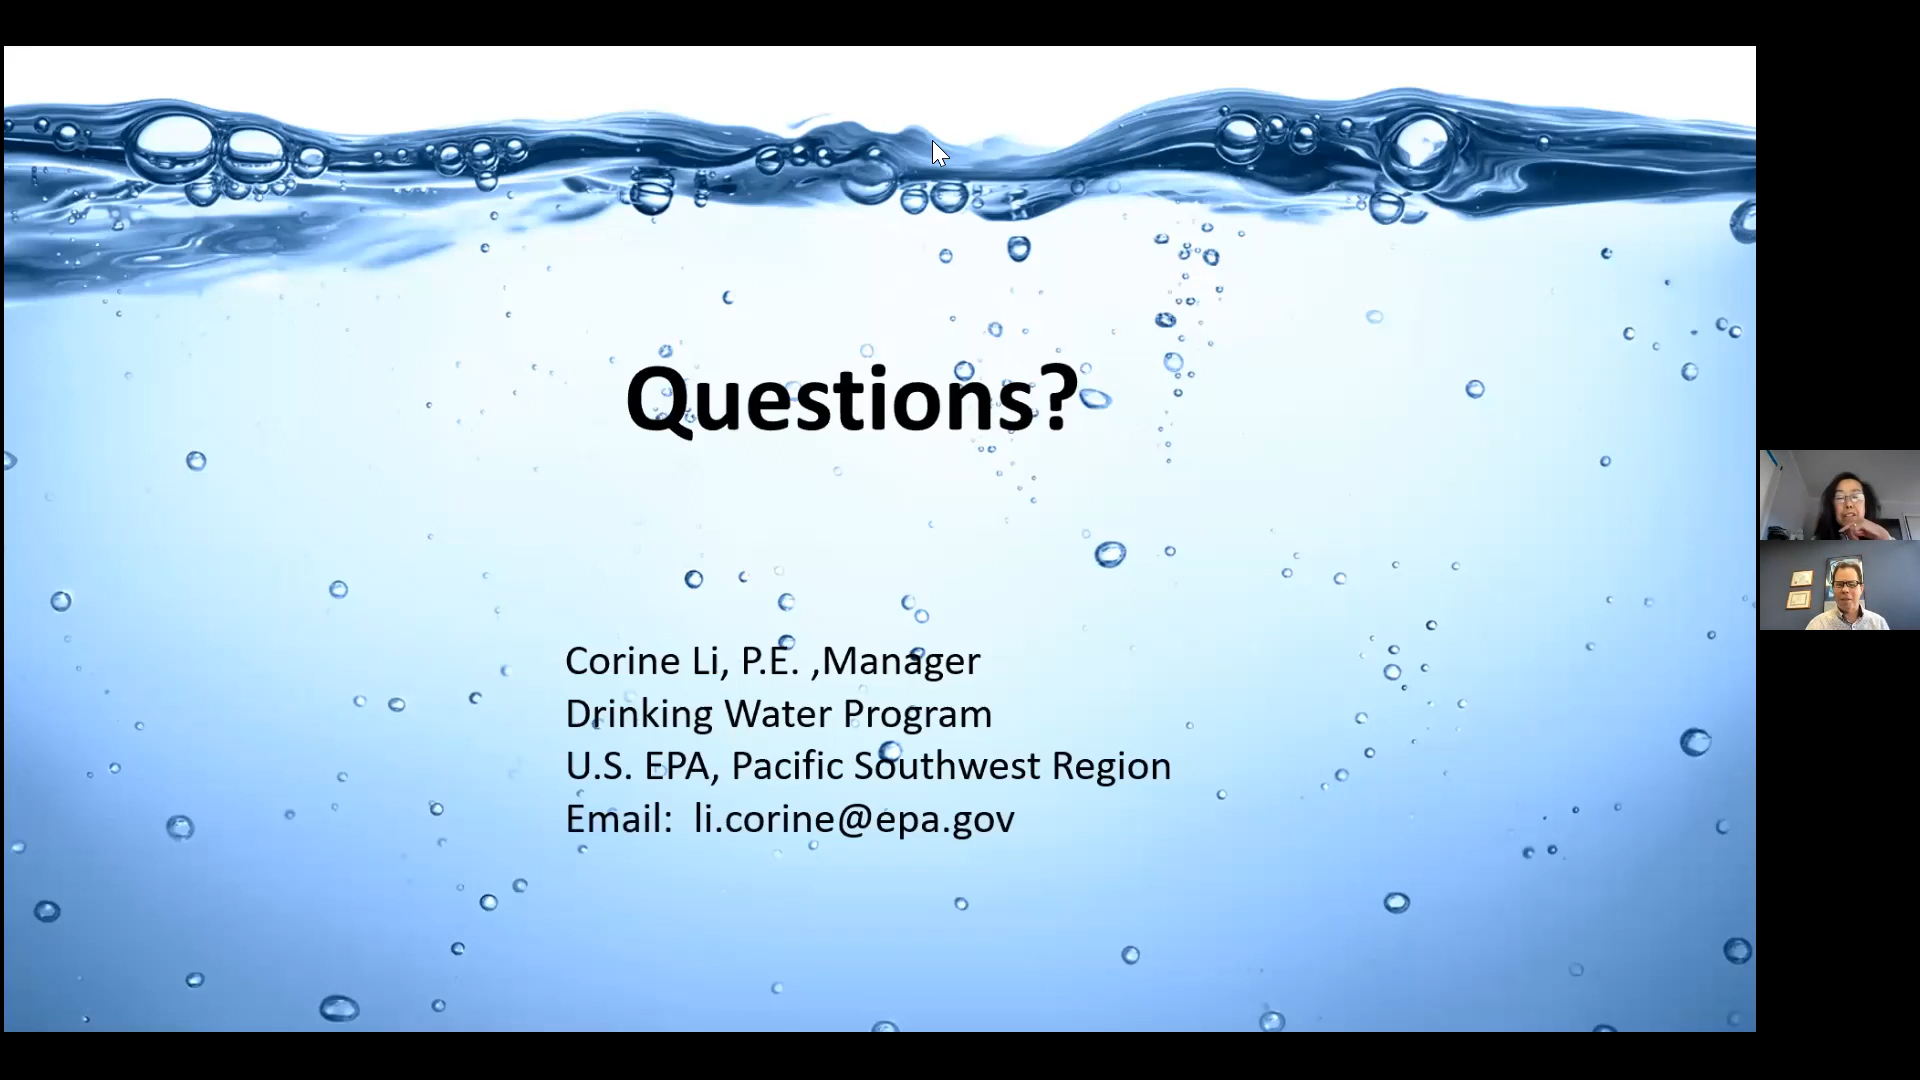 Questions?
Corine Li, P.E. ,Manager
Drinking Water Program
U.S. EPA, Pacific Southwest Region
Email:  li.corine@epa.gov